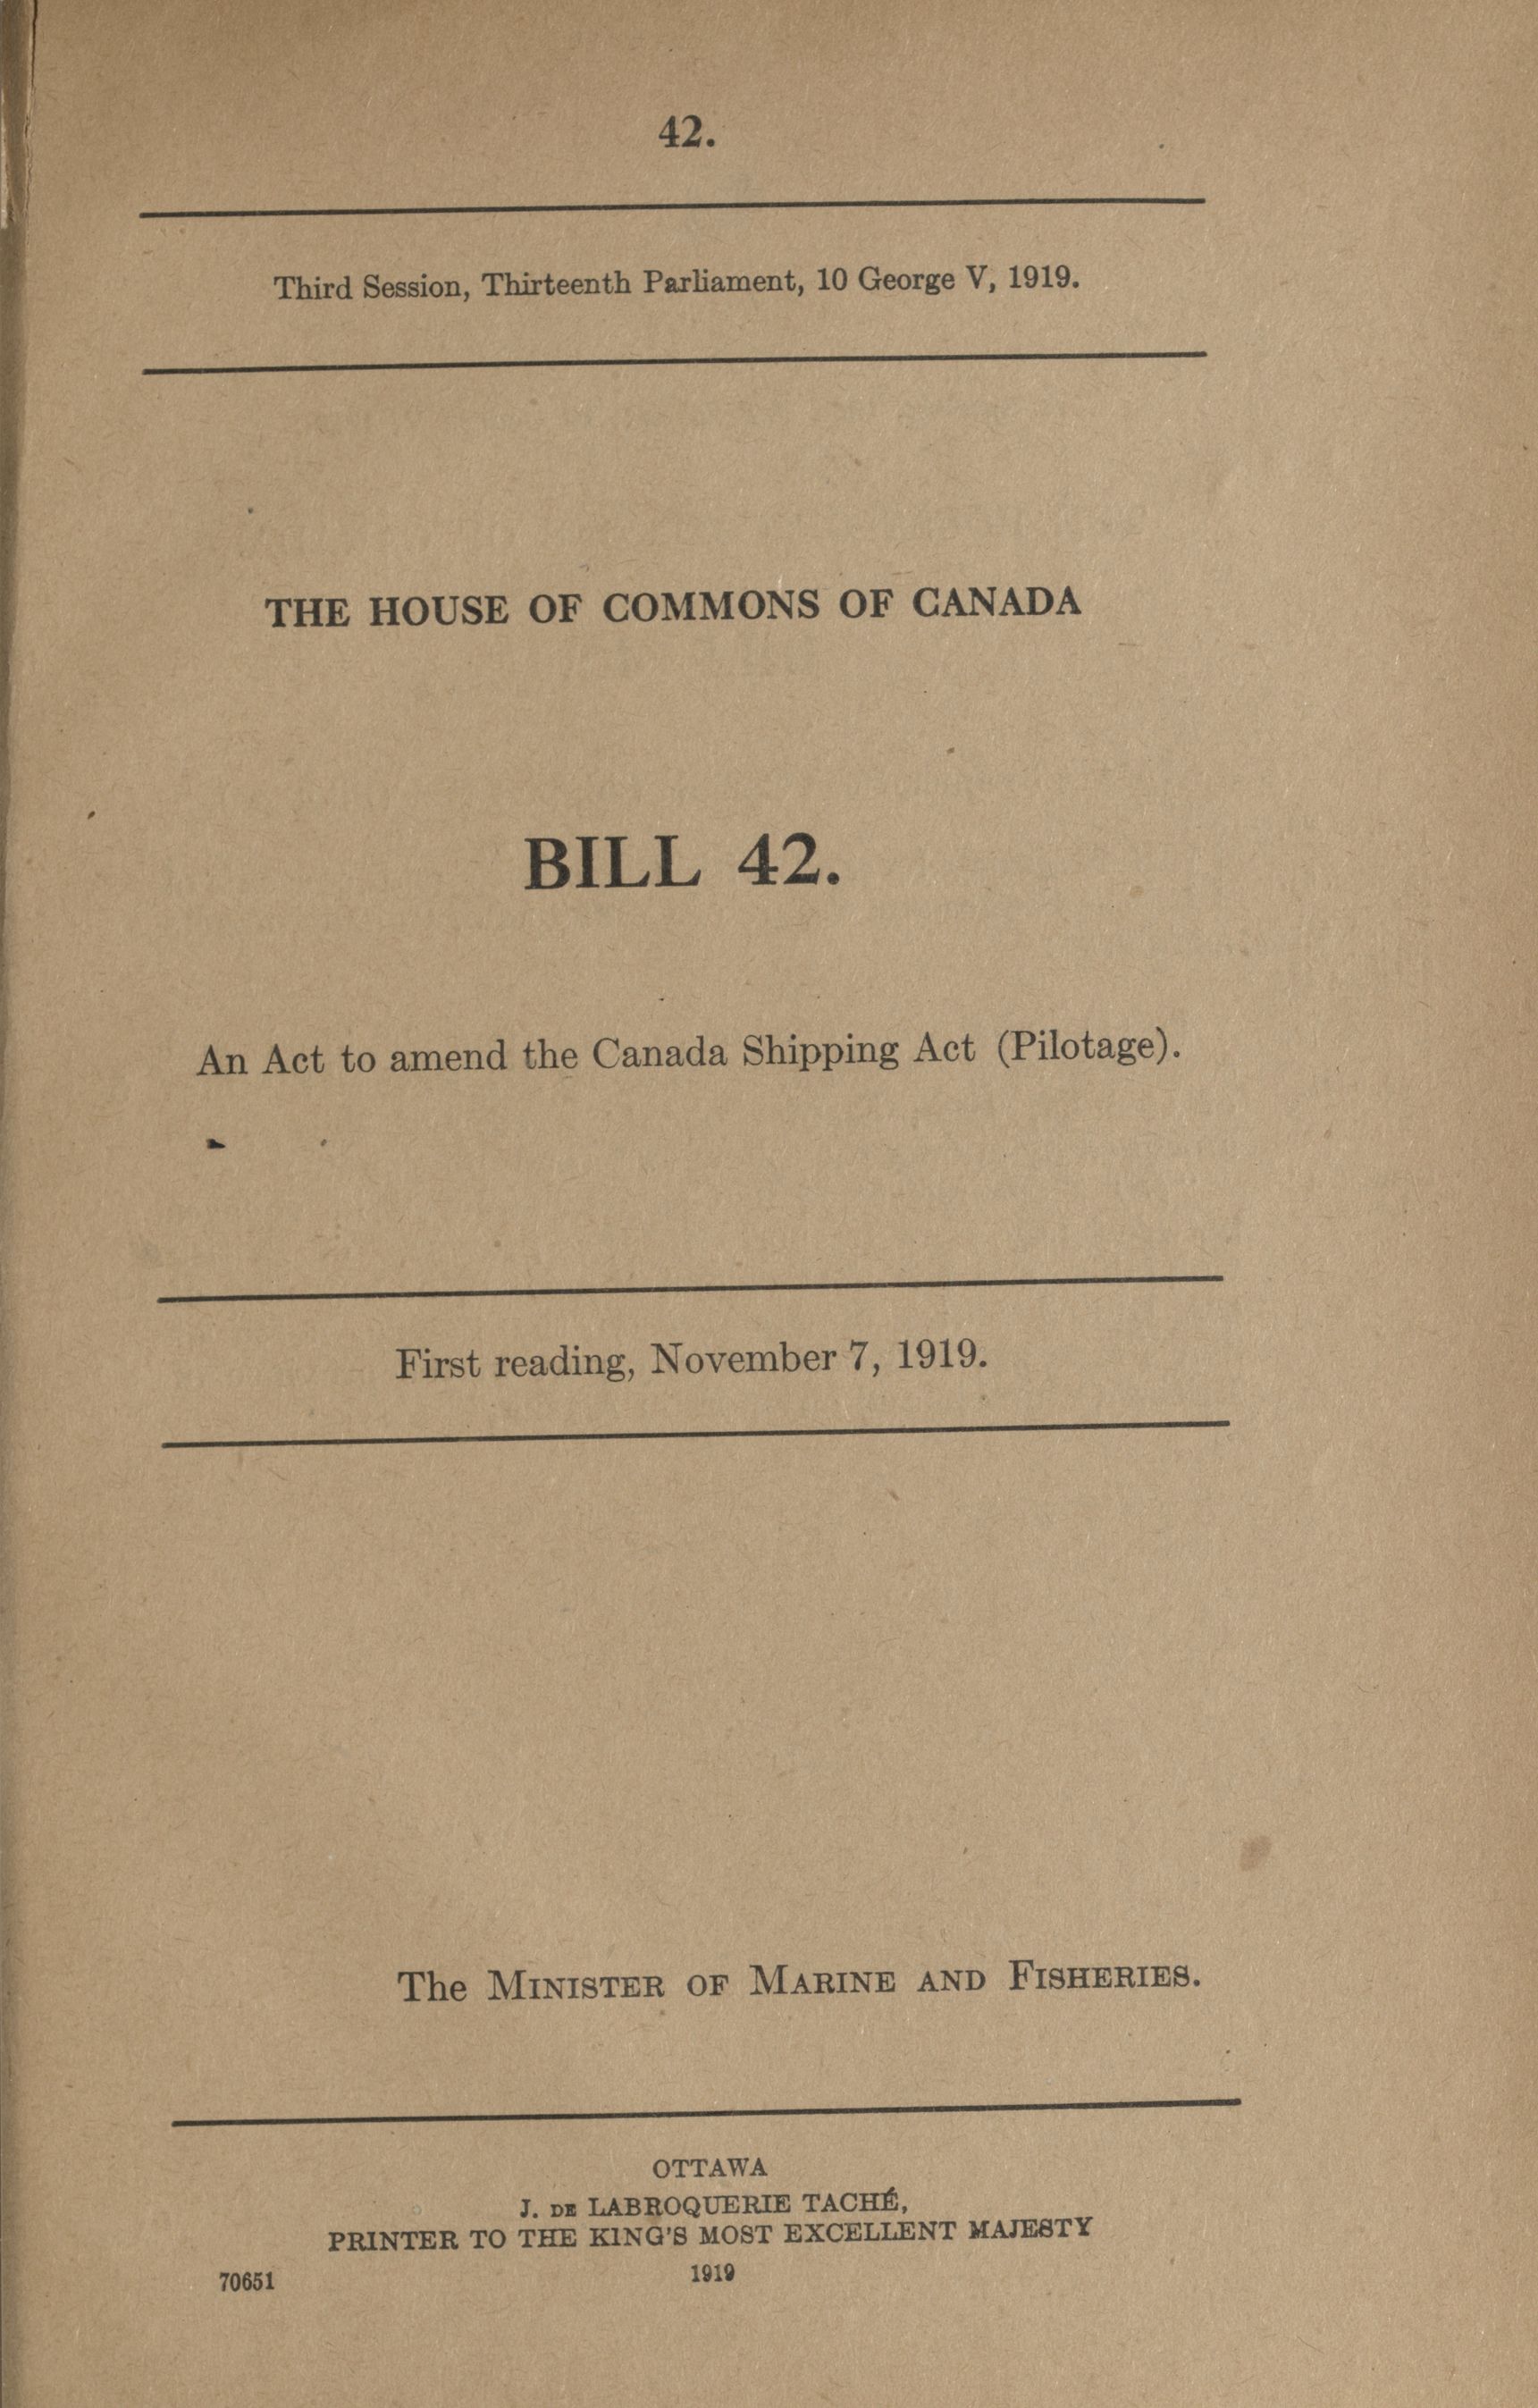 42.
Third Session, Thirteenth Parliament, 10 George V, 1919.
THE HOUSE OF COMMONS OF CANADA
BILL 42.
An Act to amend the Canada Shipping Act (Pilotage).
First reading, November 7, 1919.
The MINISTER OF MARINE AND FISHERIES.
OTTAWA
J. DE LABROQUERIE TACHÉ,
PRINTER TO THE KING'S MOST EXCELLENT MAJESTY
70651 1919